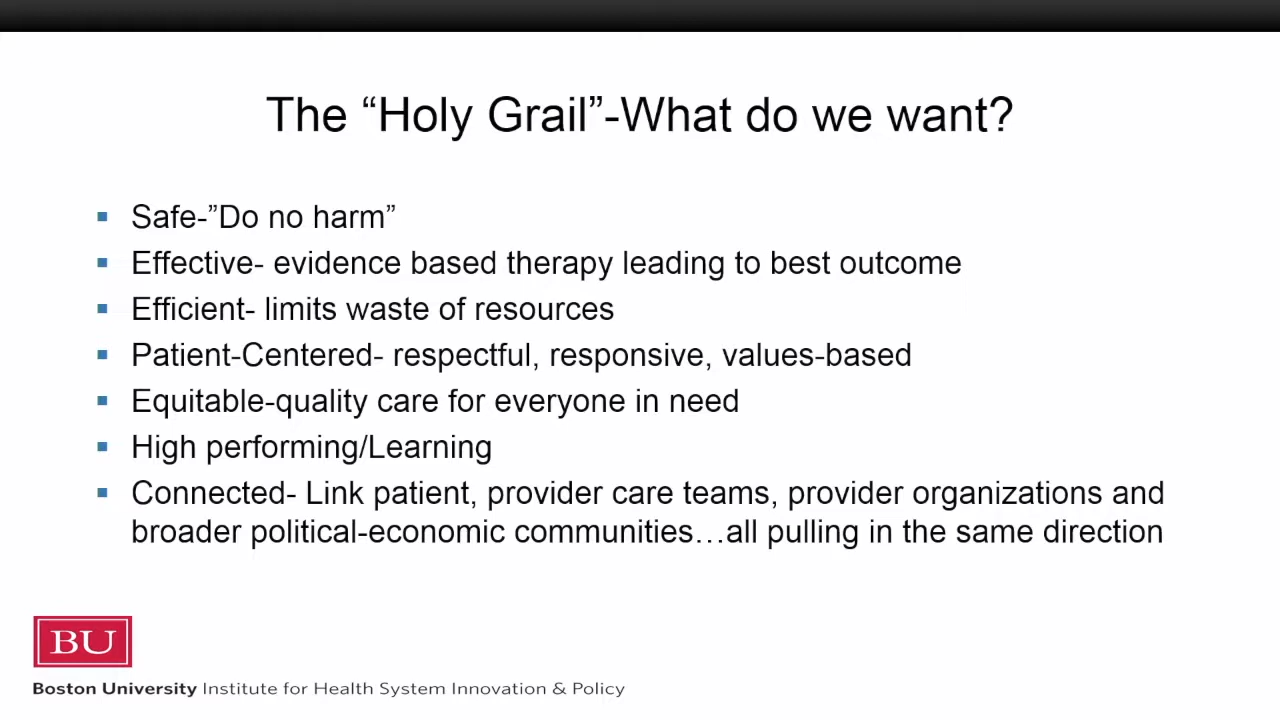 The “Holy Grail”-What do we want?
▪ Safe-”Do no harm”
▪ Effective- evidence based therapy leading to best outcome
▪ Efficient- limits waste of resources
▪ Patient-Centered- respectful, responsive, values-based
▪ Equitable-quality care for everyone in need
▪ High performing/Learning
▪ Connected- Link patient, provider care teams, provider organizations and
broader political-economic communities…all pulling in the same direction
BU
Boston University Institute for Health System Innovation & Policy